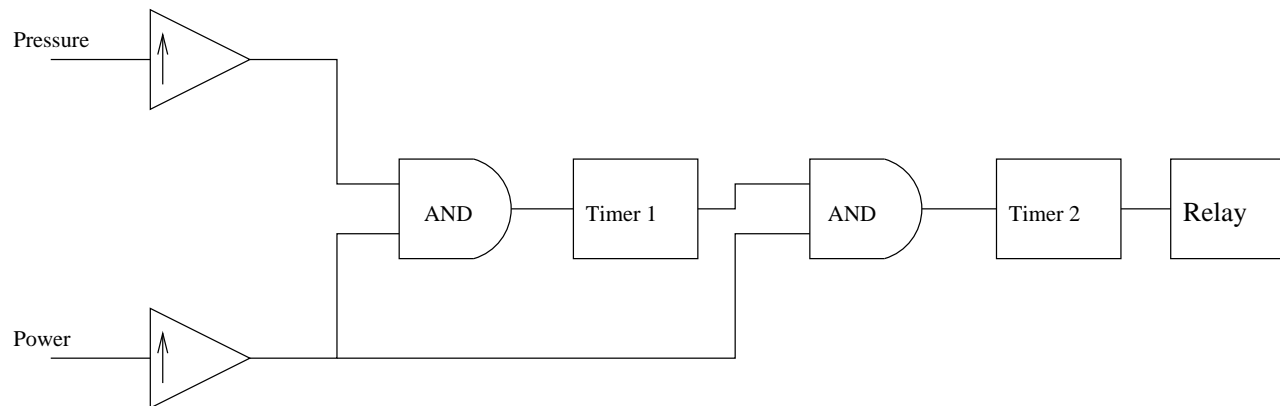 Pressure
AND
Timer 1
AND
Timer 2
Relay
Power